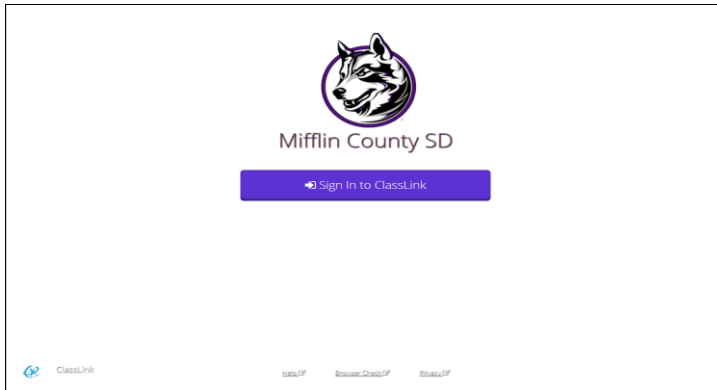 Mifflin County SD
Sign In to ClassLink
ClassLink
Help Browser Check Privacy